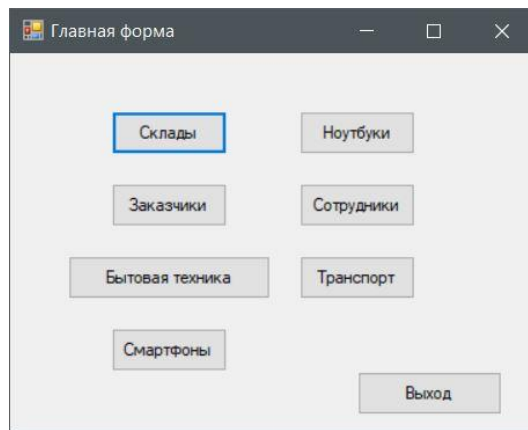 Главная форма
Склады
Ноутбуки
Заказчики
Сотрудники
Бытовая техника
Транспорт
Смартфоны
Выход